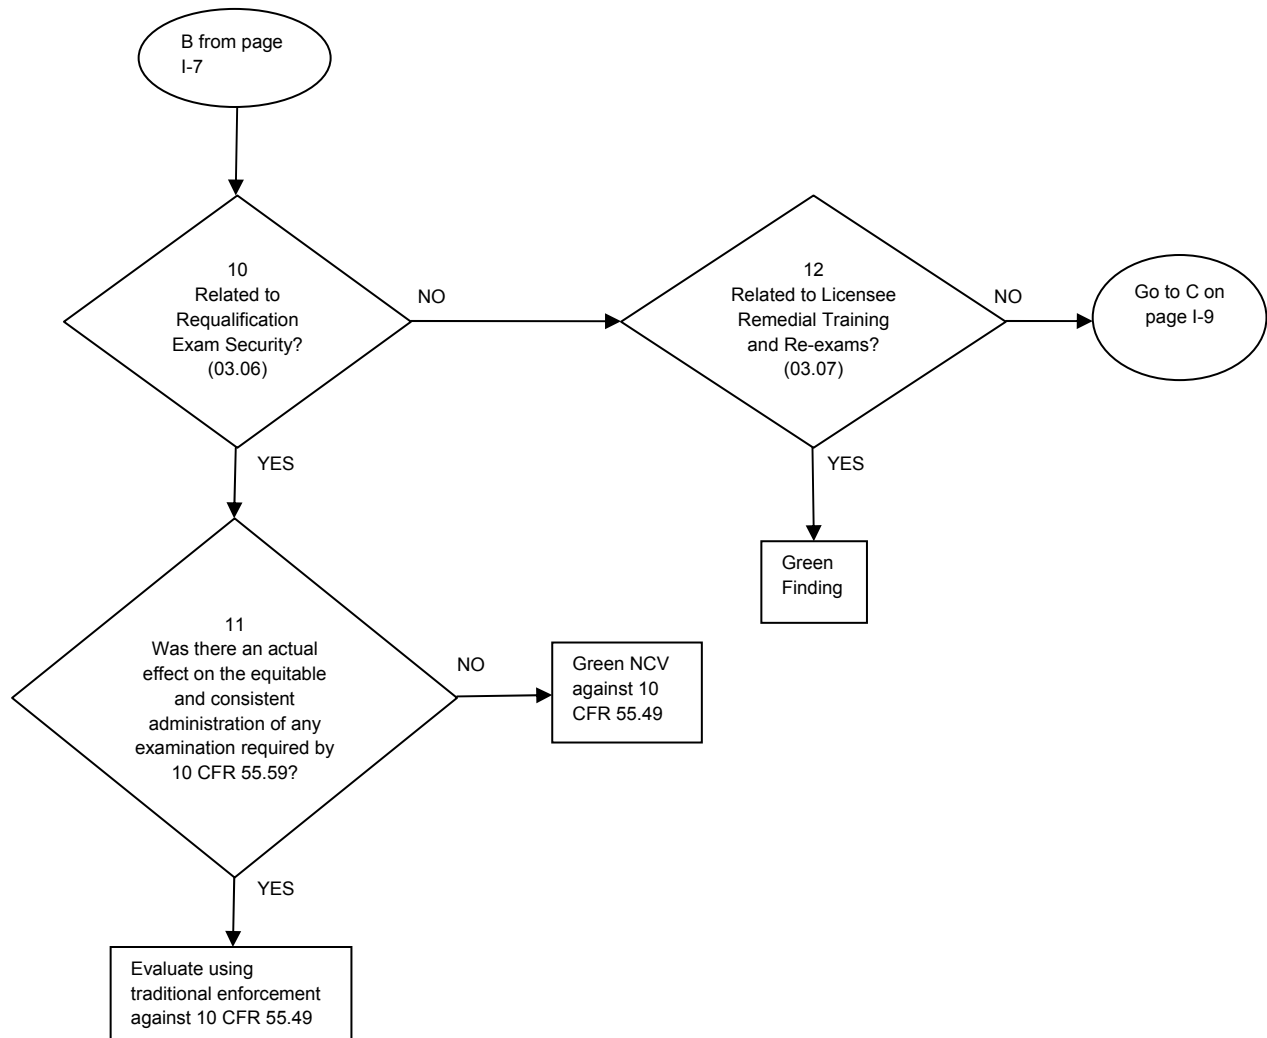 B from page
I-7
10
Related to
Requalification
Exam Security?
(03.06)
NO
12
Related to Licensee
Remedial Training
and Re-exams?
(03.07)
NO
Go to C on
page I-9
YES
YES
Green
Finding
11
Was there an actual
effect on the equitable
and consistent
administration of any
examination required by
10 CFR 55.59?
NO
Green NCV
against 10
CFR 55.49
YES
Evaluate using
traditional enforcement
against 10 CFR 55.49